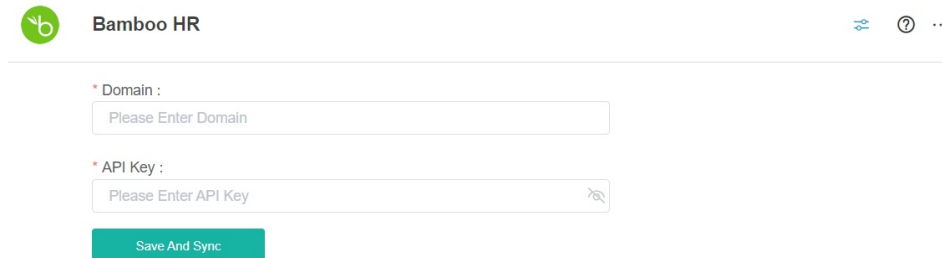 Bamboo HR
* Domain :
Please Enter Domain
* API Key :
Please Enter API Key
Save And Sync